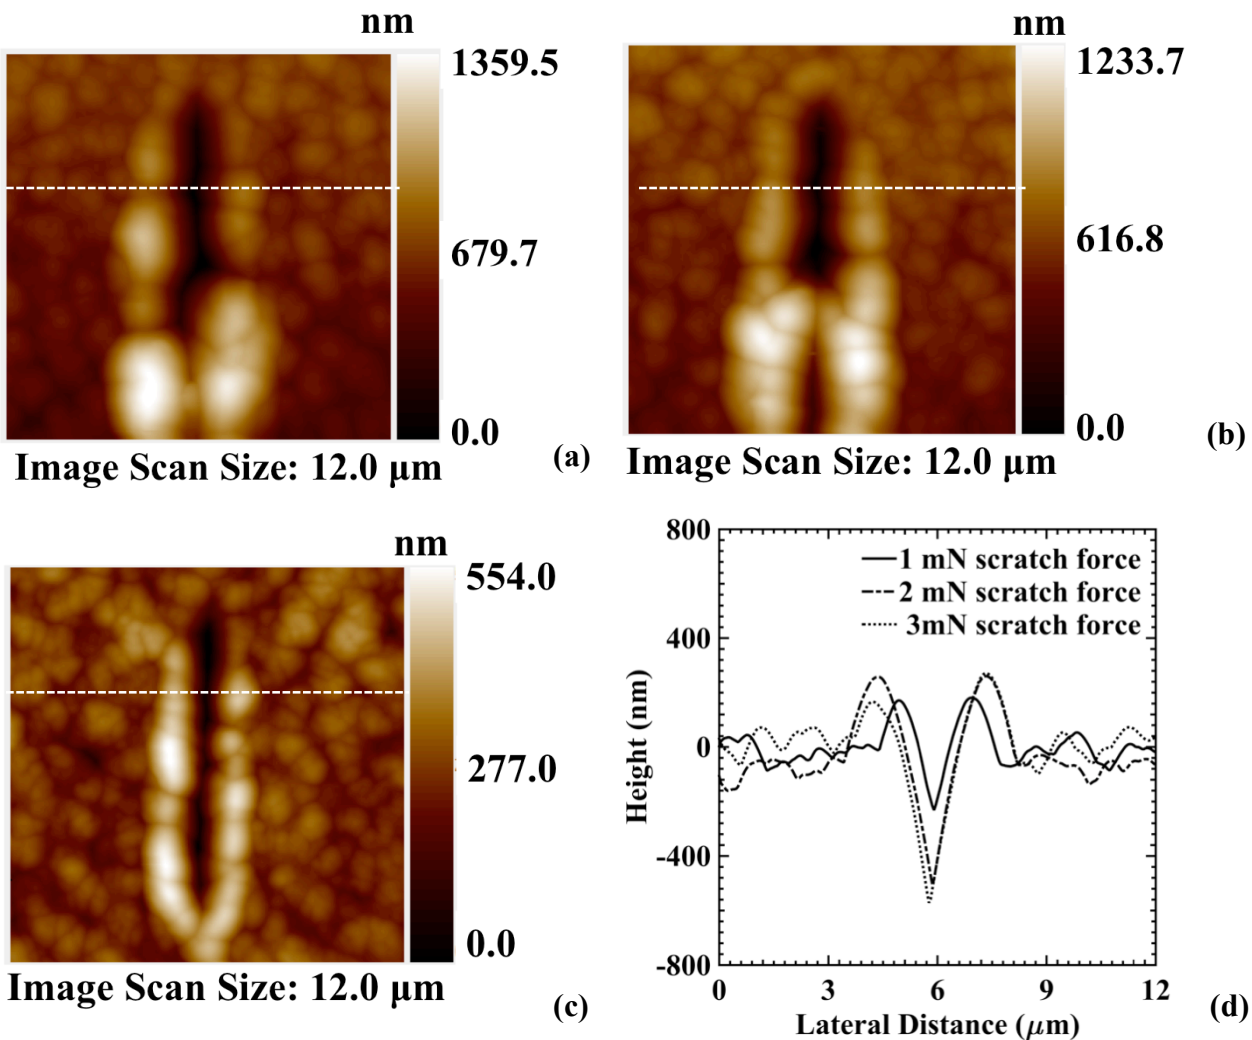 nm
1359.5
679.7
0.0
Image Scan Size: 12.0 μm
(a)
nm
1233.7
616.8
0.0
Image Scan Size: 12.0 μm
(b)
nm
554.0
277.0
0.0
Image Scan Size: 12.0 μm
(c)
800
400
0
-400
-800
Height (nm)
1 mN scratch force
2 mN scratch force
3mN scratch force
0 3 6 9 12
Lateral Distance (μm)
(d)